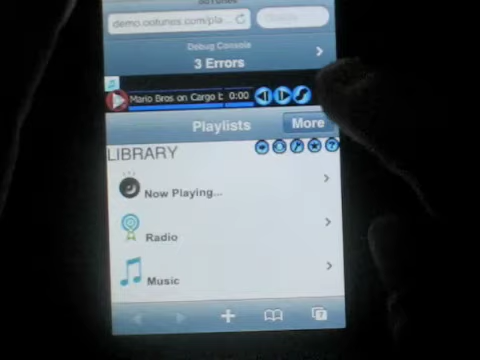 demo.ootunes.com/pla...
Debug Console
3 Errors
Mario Bros on Cargo b 0:00
Playlists
More
LIBRARY
Now Playing...
Radio
Music